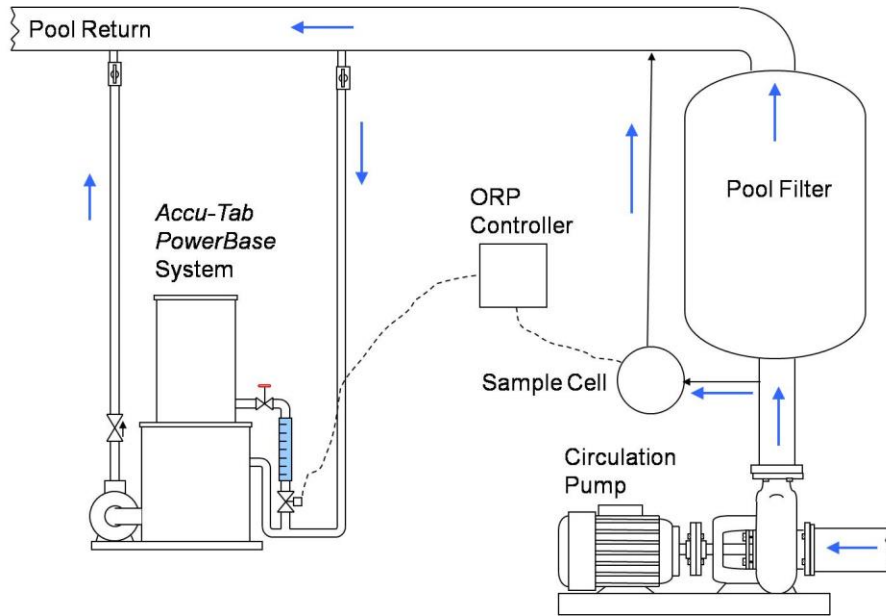 Pool Return
Accu-Tab
PowerBase
System
ORP
Controller
Pool Filter
Sample Cell
Circulation
Pump